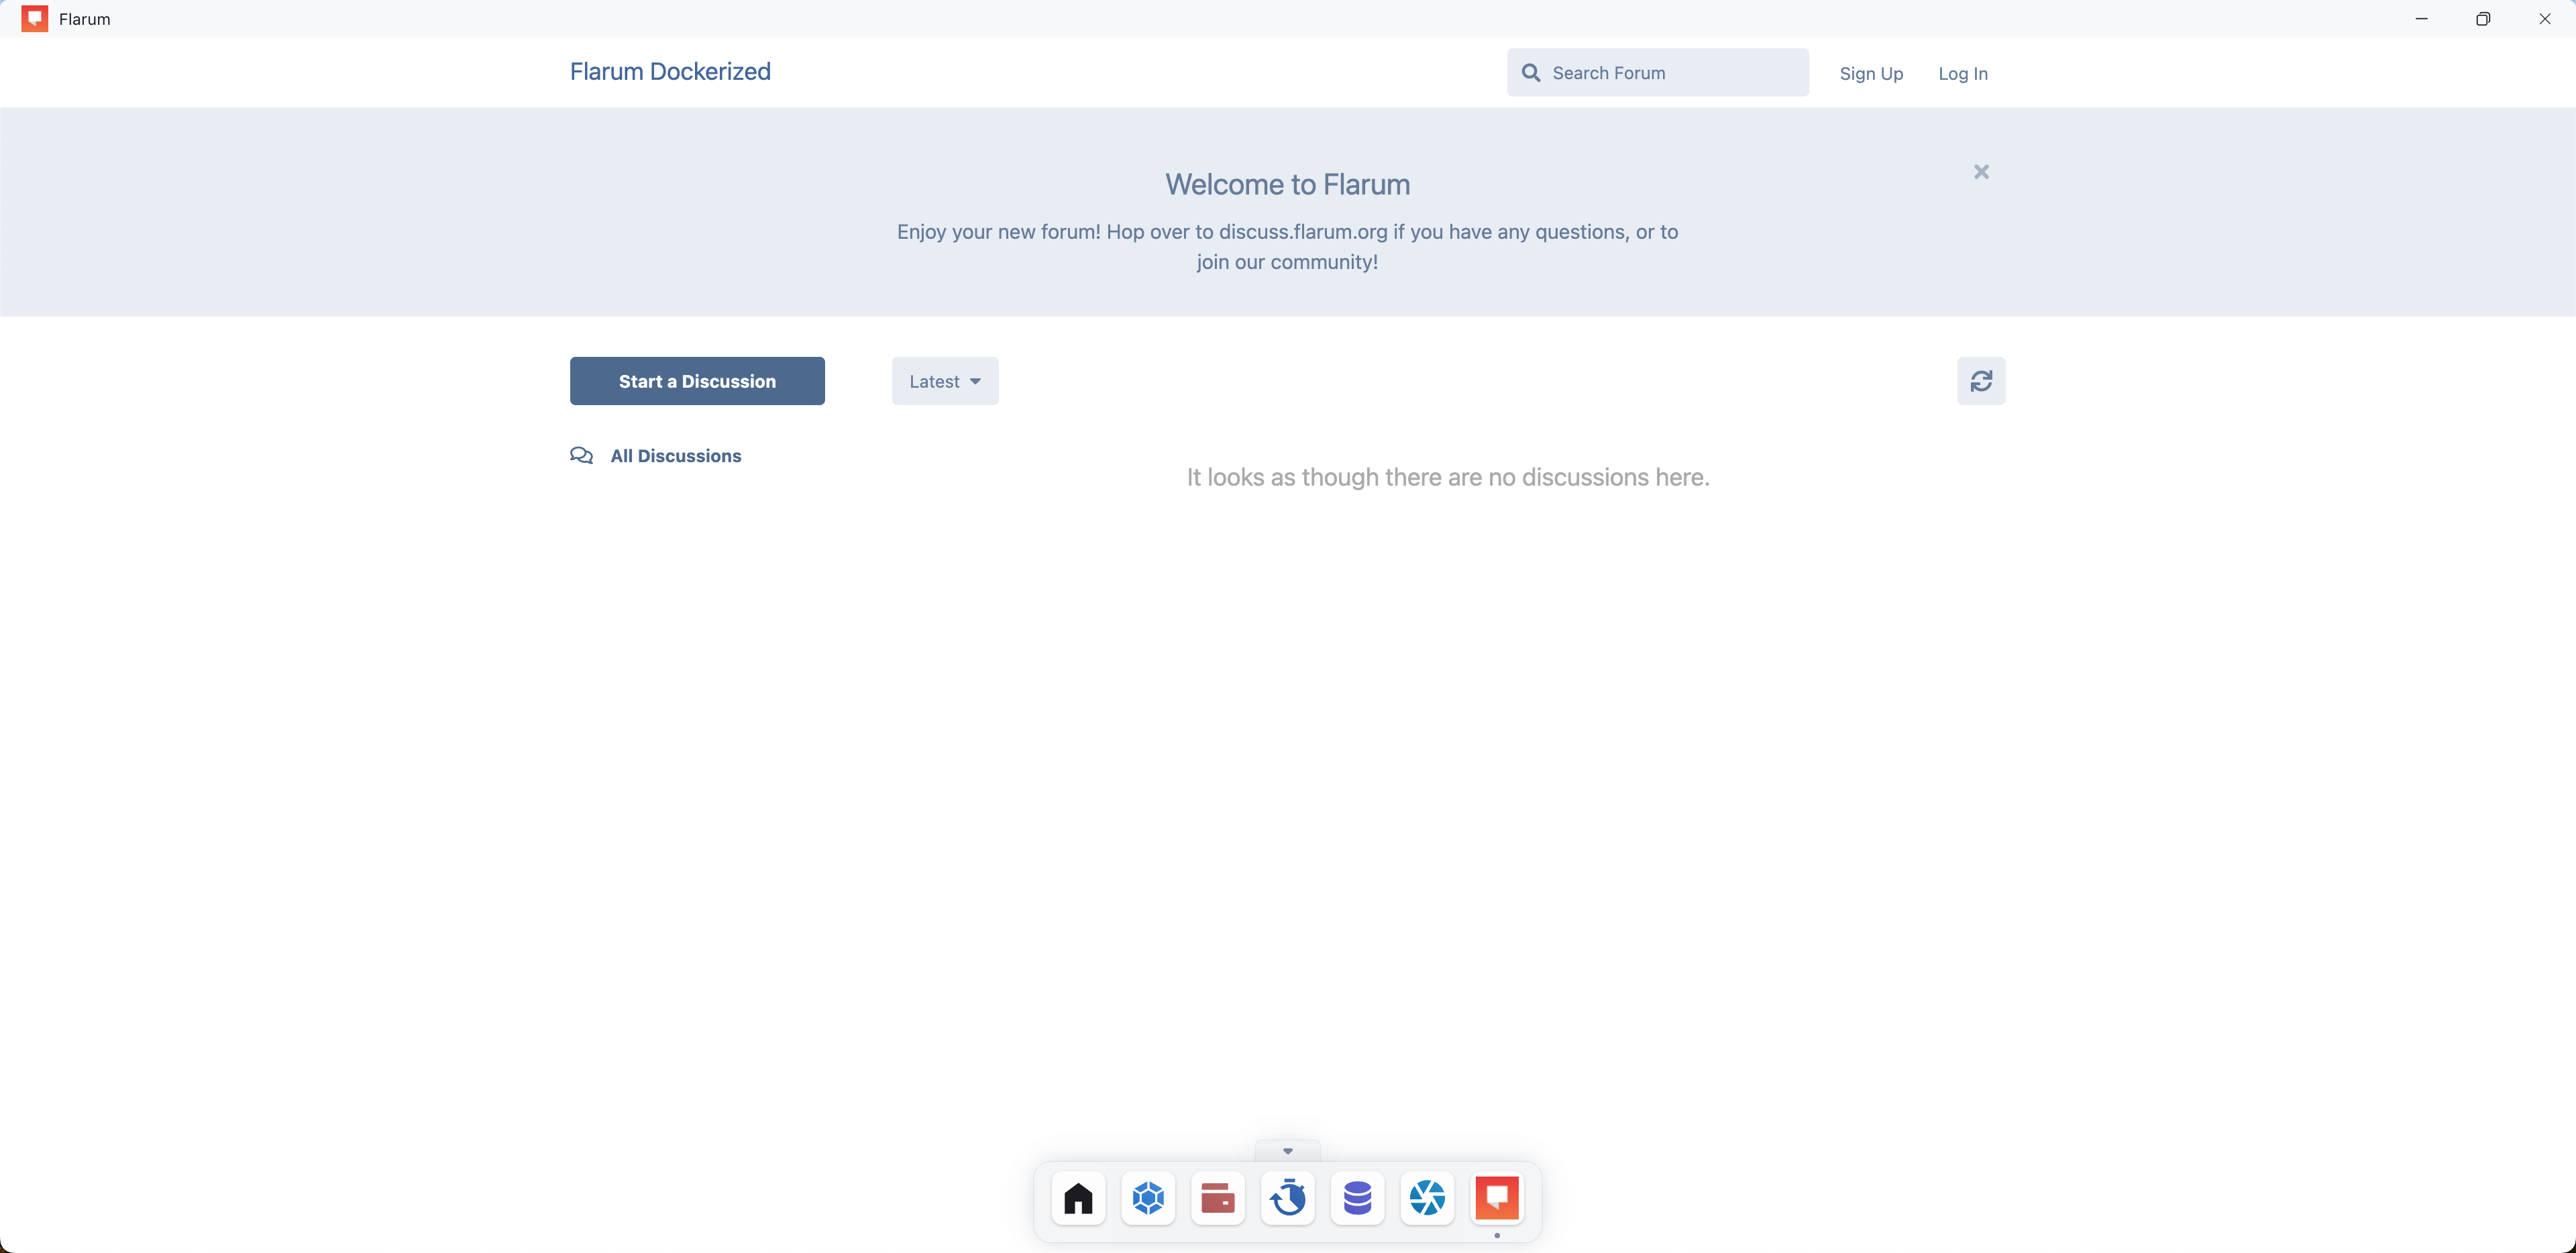 Flarum
Flarum Dockerized
Search Forum
Sign Up
Log In
Welcome to Flarum
Enjoy your new forum! Hop over to discuss.flarum.org if you have any questions, or to
join our community!
Start a Discussion
Latest
All Discussions
It looks as though there are no discussions here.